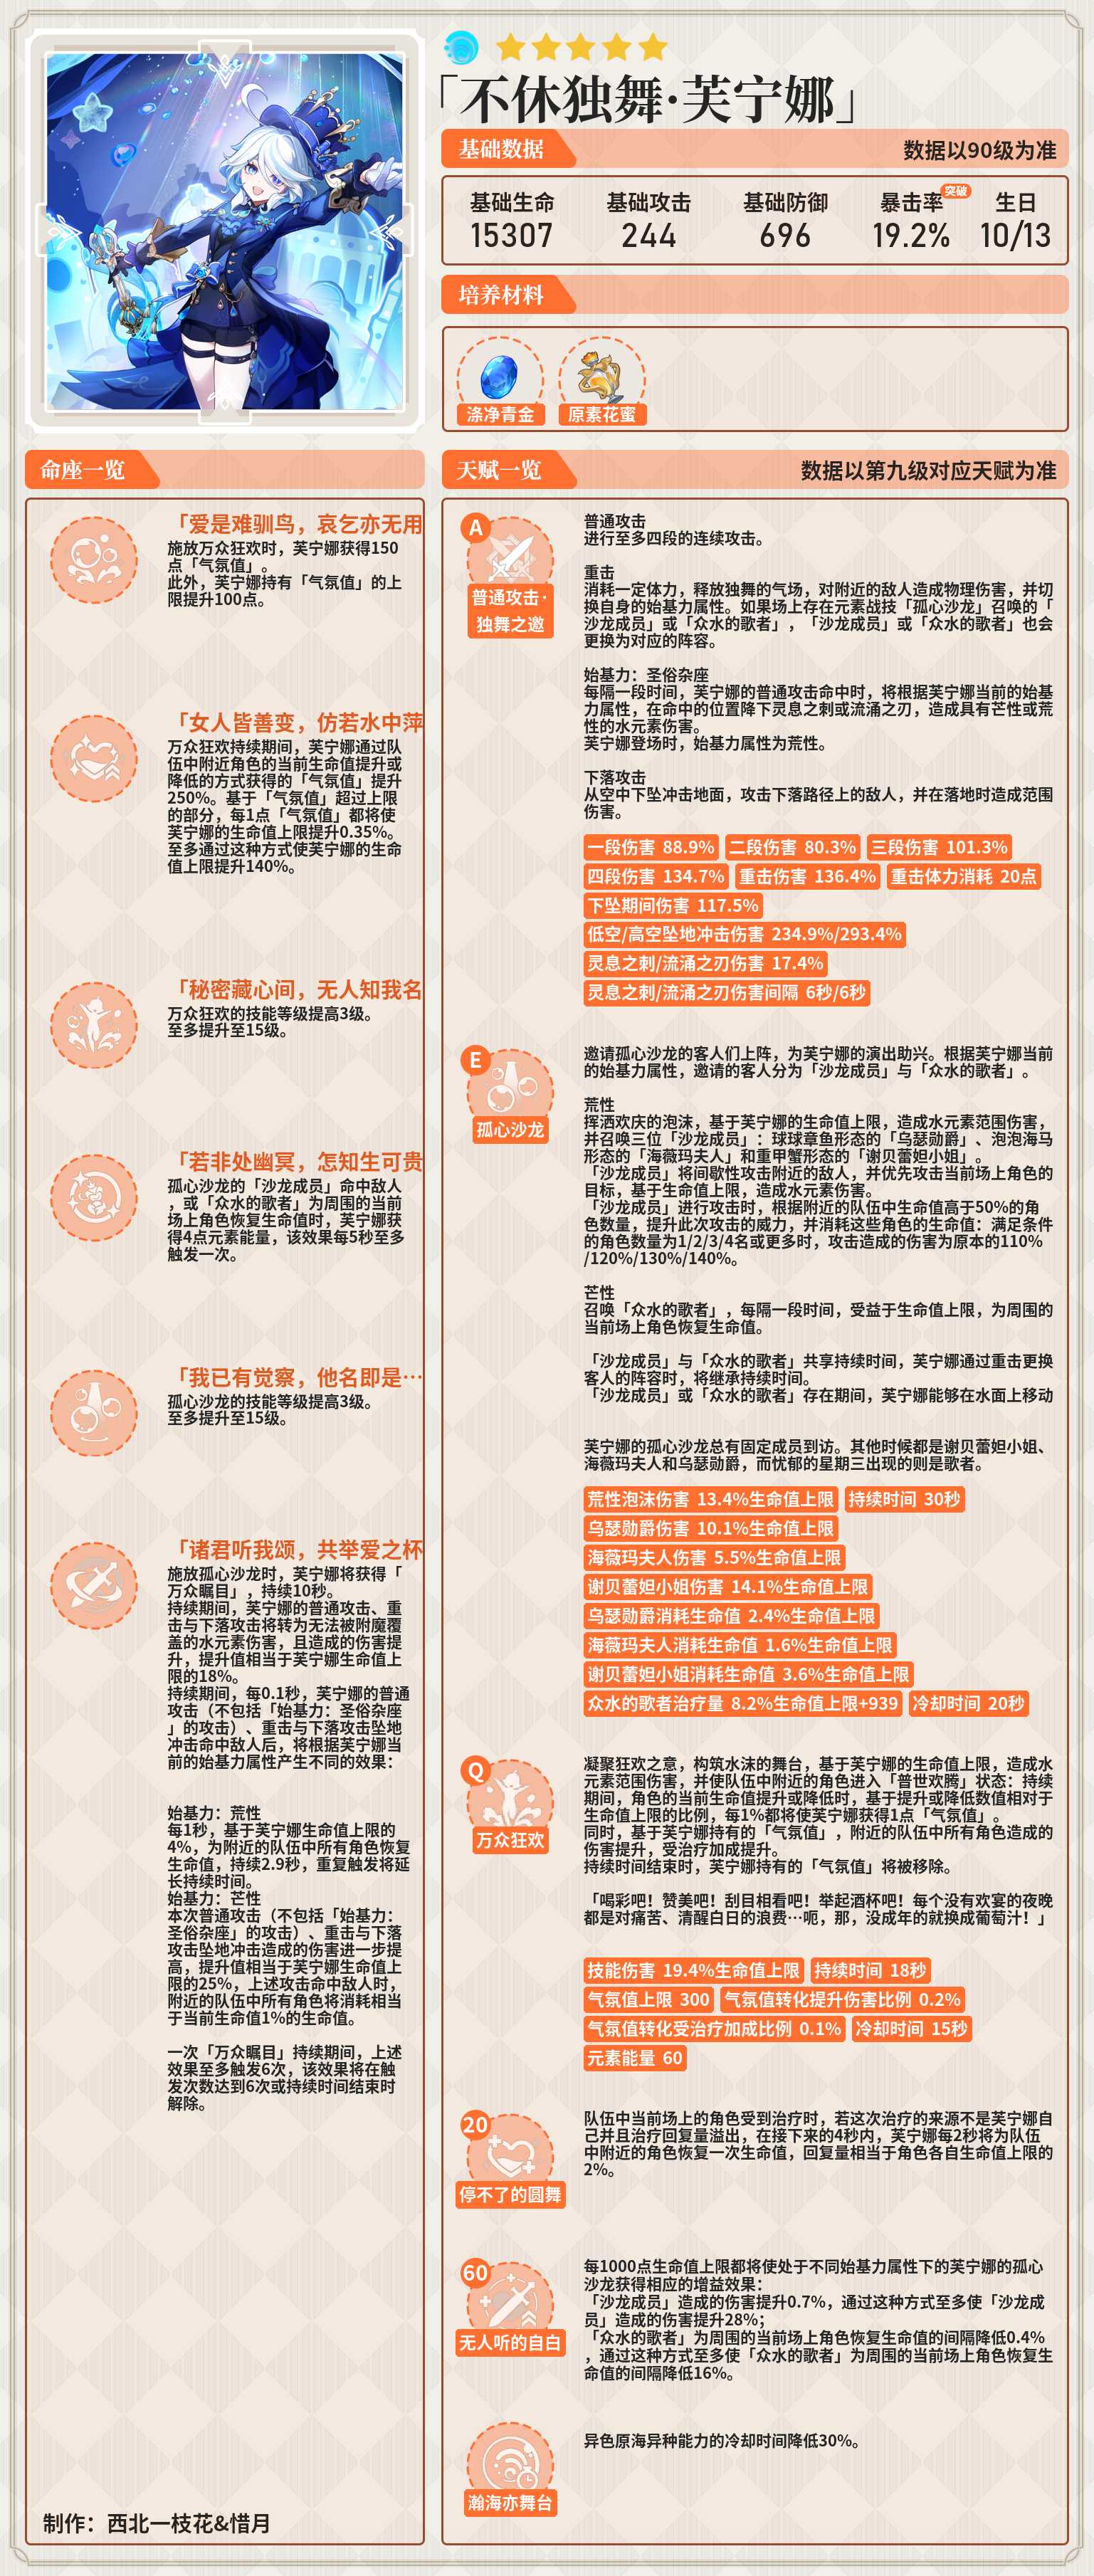 「不休独舞·芙宁娜」
基础数据
数据以90级为准
基础生命 基础攻击 基础防御 暴击率 突破 生日
15307 244 696 19.2% 10/13
培养材料
涤净青金 原素花蜜
命座一览
「爱是难驯鸟，哀乞亦无用
施放万众狂欢时，芙宁娜获得150
点「气氛值」。
此外，芙宁娜持有「气氛值」的上
限提升100点。
「女人皆善变，仿若水中萍
万众狂欢持续期间，芙宁娜通过队
伍中附近角色的当前生命值提升或
降低的方式获得的「气氛值」提升
250%。基于「气氛值」超过上限
的部分，每1点「气氛值」都将使
芙宁娜的生命值上限提升0.35%。
至多通过这种方式使芙宁娜的生命
值上限提升140%。
「秘密藏心间，无人知我名
万众狂欢的技能等级提高3级。
至多提升至15级。
「若非处幽冥，怎知生可贵
孤心沙龙的「沙龙成员」命中敌人
，或「众水的歌者」为周围的当前
场上角色恢复生命值时，芙宁娜获
得4点元素能量，该效果每5秒至多
触发一次。
「我已有觉察，他名即是…
孤心沙龙的技能等级提高3级。
至多提升至15级。
「诸君听我颂，共举爱之杯
施放孤心沙龙时，芙宁娜将获得「
万众瞩目」，持续10秒。
持续期间，芙宁娜的普通攻击、重
击与下落攻击将转为无法被附魔覆
盖的水元素伤害，且造成的伤害提
升，提升值相当于芙宁娜生命值上
限的18%。
持续期间，每0.1秒，芙宁娜的普通
攻击（不包括「始基力：圣俗杂座
」的攻击）、重击与下落攻击坠地
冲击命中敌人后，将根据芙宁娜当
前的始基力属性产生不同的效果：
始基力：荒性
每1秒，基于芙宁娜生命值上限的
4%，为附近的队伍中所有角色恢复
生命值，持续2.9秒，重复触发将延
长持续时间。
始基力：芒性
本次普通攻击（不包括「始基力：
圣俗杂座」的攻击）、重击与下落
攻击坠地冲击造成的伤害进一步提
高，提升值相当于芙宁娜生命值上
限的25%，上述攻击命中敌人时，
附近的队伍中所有角色将消耗相当
于当前生命值1%的生命值。
一次「万众瞩目」持续期间，上述
效果至多触发6次，该效果将在触
发次数达到6次或持续时间结束时
解除。
制作：西北一枝花&惜月
天赋一览
数据以第九级对应天赋为准
A
普通攻击·
独舞之邀
普通攻击
进行至多四段的连续攻击。
重击
消耗一定体力，释放独舞的气场，对附近的敌人造成物理伤害，并切
换自身的始基力属性。如果场上存在元素战技「孤心沙龙」召唤的「
沙龙成员」或「众水的歌者」，「沙龙成员」或「众水的歌者」也会
更换为对应的阵容。
始基力：圣俗杂座
每隔一段时间，芙宁娜的普通攻击命中时，将根据芙宁娜当前的始基
力属性，在命中的位置降下灵息之刺或流涌之刃，造成具有芒性或荒
性的水元素伤害。
芙宁娜登场时，始基力属性为荒性。
下落攻击
从空中下坠冲击地面，攻击下落路径上的敌人，并在落地时造成范围
伤害。
一段伤害 88.9% 二段伤害 80.3% 三段伤害 101.3%
四段伤害 134.7% 重击伤害 136.4% 重击体力消耗 20点
下坠期间伤害 117.5%
低空/高空坠地冲击伤害 234.9%/293.4%
灵息之刺/流涌之刃伤害 17.4%
灵息之刺/流涌之刃伤害间隔 6秒/6秒
E
孤心沙龙
邀请孤心沙龙的客人们上阵，为芙宁娜的演出助兴。根据芙宁娜当前
的始基力属性，邀请的客人分为「沙龙成员」与「众水的歌者」。
荒性
挥洒欢庆的泡沫，基于芙宁娜的生命值上限，造成水元素范围伤害，
并召唤三位「沙龙成员」：球球章鱼形态的「乌瑟勋爵」、泡泡海马
形态的「海薇玛夫人」和重甲蟹形态的「谢贝蕾妲小姐」。
「沙龙成员」将间歇性攻击附近的敌人，并优先攻击当前场上角色的
目标，基于生命值上限，造成水元素伤害。
「沙龙成员」进行攻击时，根据附近的队伍中生命值高于50%的角
色数量，提升此次攻击的威力，并消耗这些角色的生命值：满足条件
的角色数量为1/2/3/4名或更多时，攻击造成的伤害为原本的110%
/120%/130%/140%。
芒性
召唤「众水的歌者」，每隔一段时间，受益于生命值上限，为周围的
当前场上角色恢复生命值。
「沙龙成员」与「众水的歌者」共享持续时间，芙宁娜通过重击更换
客人的阵容时，将继承持续时间。
「沙龙成员」或「众水的歌者」存在期间，芙宁娜能够在水面上移动
芙宁娜的孤心沙龙总有固定成员到访。其他时候都是谢贝蕾妲小姐、
海薇玛夫人和乌瑟勋爵，而忧郁的星期三出现的则是歌者。
荒性泡沫伤害 13.4%生命值上限 持续时间 30秒
乌瑟勋爵伤害 10.1%生命值上限
海薇玛夫人伤害 5.5%生命值上限
谢贝蕾妲小姐伤害 14.1%生命值上限
乌瑟勋爵消耗生命值 2.4%生命值上限
海薇玛夫人消耗生命值 1.6%生命值上限
谢贝蕾妲小姐消耗生命值 3.6%生命值上限
众水的歌者治疗量 8.2%生命值上限+939 冷却时间 20秒
Q
万众狂欢
凝聚狂欢之意，构筑水沫的舞台，基于芙宁娜的生命值上限，造成水
元素范围伤害，并使队伍中附近的角色进入「普世欢腾」状态：持续
期间，角色的当前生命值提升或降低时，基于提升或降低数值相对于
生命值上限的比例，每1%都将使芙宁娜获得1点「气氛值」。
同时，基于芙宁娜持有的「气氛值」，附近的队伍中所有角色造成的
伤害提升，受治疗加成提升。
持续时间结束时，芙宁娜持有的「气氛值」将被移除。
「喝彩吧！赞美吧！刮目相看吧！举起酒杯吧！每个没有欢宴的夜晚
都是对痛苦、清醒白日的浪费…呃，那，没成年的就换成葡萄汁！」
技能伤害 19.4%生命值上限 持续时间 18秒
气氛值上限 300 气氛值转化提升伤害比例 0.2%
气氛值转化受治疗加成比例 0.1% 冷却时间 15秒
元素能量 60
20
停不了的圆舞
队伍中当前场上的角色受到治疗时，若这次治疗的来源不是芙宁娜自
己并且治疗回复量溢出，在接下来的4秒内，芙宁娜每2秒将为队伍
中附近的角色恢复一次生命值，回复量相当于角色各自生命值上限的
2%。
60
无人听的自白
每1000点生命值上限都将使处于不同始基力属性下的芙宁娜的孤心
沙龙获得相应的增益效果：
「沙龙成员」造成的伤害提升0.7%，通过这种方式至多使「沙龙成
员」造成的伤害提升28%；
「众水的歌者」为周围的当前场上角色恢复生命值的间隔降低0.4%
，通过这种方式至多使「众水的歌者」为周围的当前场上角色恢复生
命值的间隔降低16%。
瀚海亦舞台
异色原海异种能力的冷却时间降低30%。